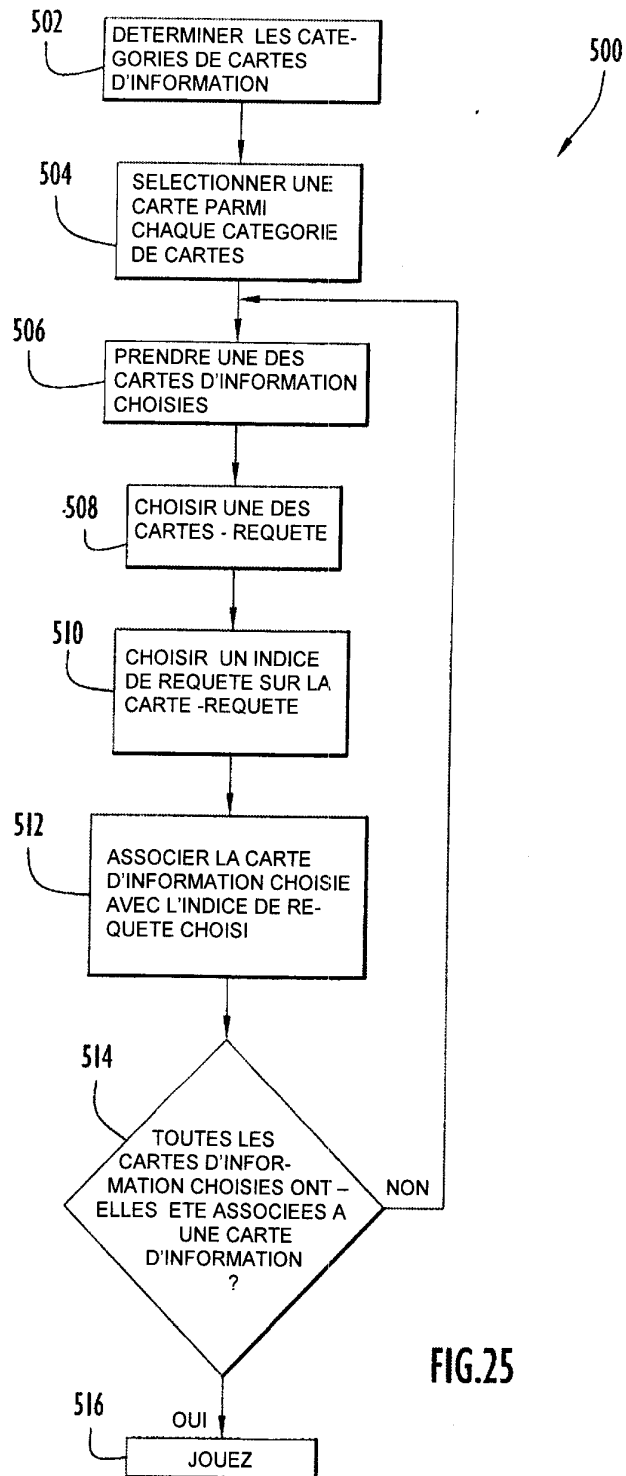 502
DETERMINER LES CATE-
GORIES DE CARTES
D'INFORMATION
500
504
SELECTIONNER UNE
CARTE PARMI
CHAQUE CATEGORIE
DE CARTES
506
PRENDRE UNE DES
CARTES D'INFORMATION
CHOISIES
508
CHOISIR UNE DES
CARTES - REQUETE
510
CHOISIR UN INDICE
DE REQUETE SUR LA
CARTE -REQUETE
512
ASSOCIER LA CARTE
D'INFORMATION CHOISIE
AVEC L'INDICE DE RE-
QUETE CHOISI
514
TOUTES LES
CARTES D'INFOR-
MATION CHOISIES ONT –
ELLES ETE ASSOCIEES A
UNE CARTE
D'INFORMATION
?
NON
FIG.25
516
OUI
JOUEZ